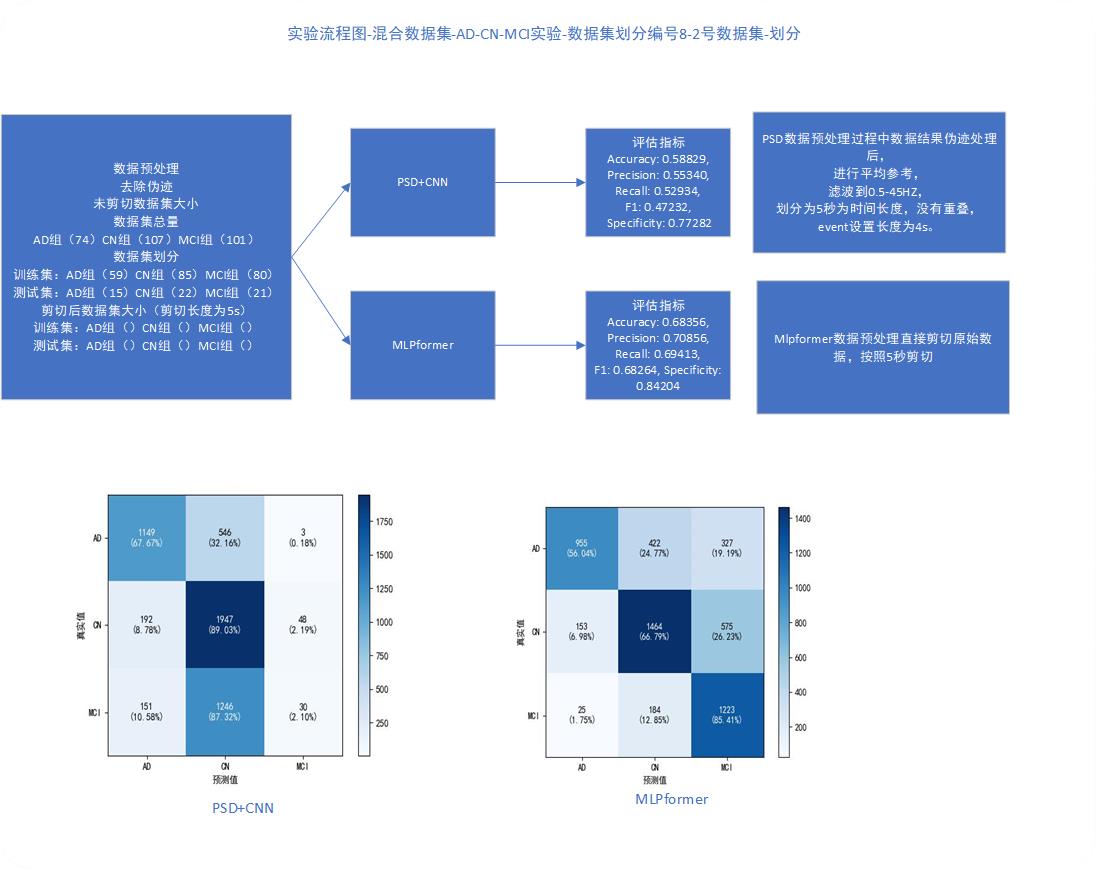 实验流程图-混合数据集-AD-CN-MCI实验-数据集划分编号8-2号数据集-划分
数据预处理
去除伪迹
未剪切数据集大小
数据集总量
AD组（74）CN组（107）MCI组（101）
数据集划分
训练集：AD组（59）CN组（85）MCI组（80）
测试集：AD组（15）CN组（22）MCI组（21）
剪切后数据集大小（剪切长度为5s）
训练集：AD组（）CN组（）MCI组（）
测试集：AD组（）CN组（）MCI组（）
PSD+CNN
评估指标
Accuracy: 0.58829,
Precision: 0.55340,
Recall: 0.52934,
F1: 0.47232,
Specificity: 0.77282
PSD数据预处理过程中数据结果伪迹处理
后，
进行平均参考，
滤波到0.5-45HZ，
划分为5秒为时间长度，没有重叠，
event设置长度为4s。
MLPformer
评估指标
Accuracy: 0.68356,
Precision: 0.70856,
Recall: 0.69413,
F1: 0.68264, Specificity:
0.84204
Mlpformer数据预处理直接剪切原始数
据，按照5秒剪切
真实值
AD
1149
(67.67%)
546
(32.16%)
3
(0.18%)
CN
192
(8.78%)
1947
(89.03%)
48
(2.19%)
MCI
151
(10.58%)
1246
(87.32%)
30
(2.10%)
AD
CN
MCI
预测值
1750
1500
1250
1000
750
500
250
PSD+CNN
真实值
AD
955
(56.04%)
422
(24.77%)
327
(19.19%)
CN
153
(6.98%)
1464
(66.79%)
575
(26.23%)
MCI
25
(1.75%)
184
(12.85%)
1223
(85.41%)
AD
CN
MCI
预测值
1400
1200
1000
800
600
400
200
MLPformer